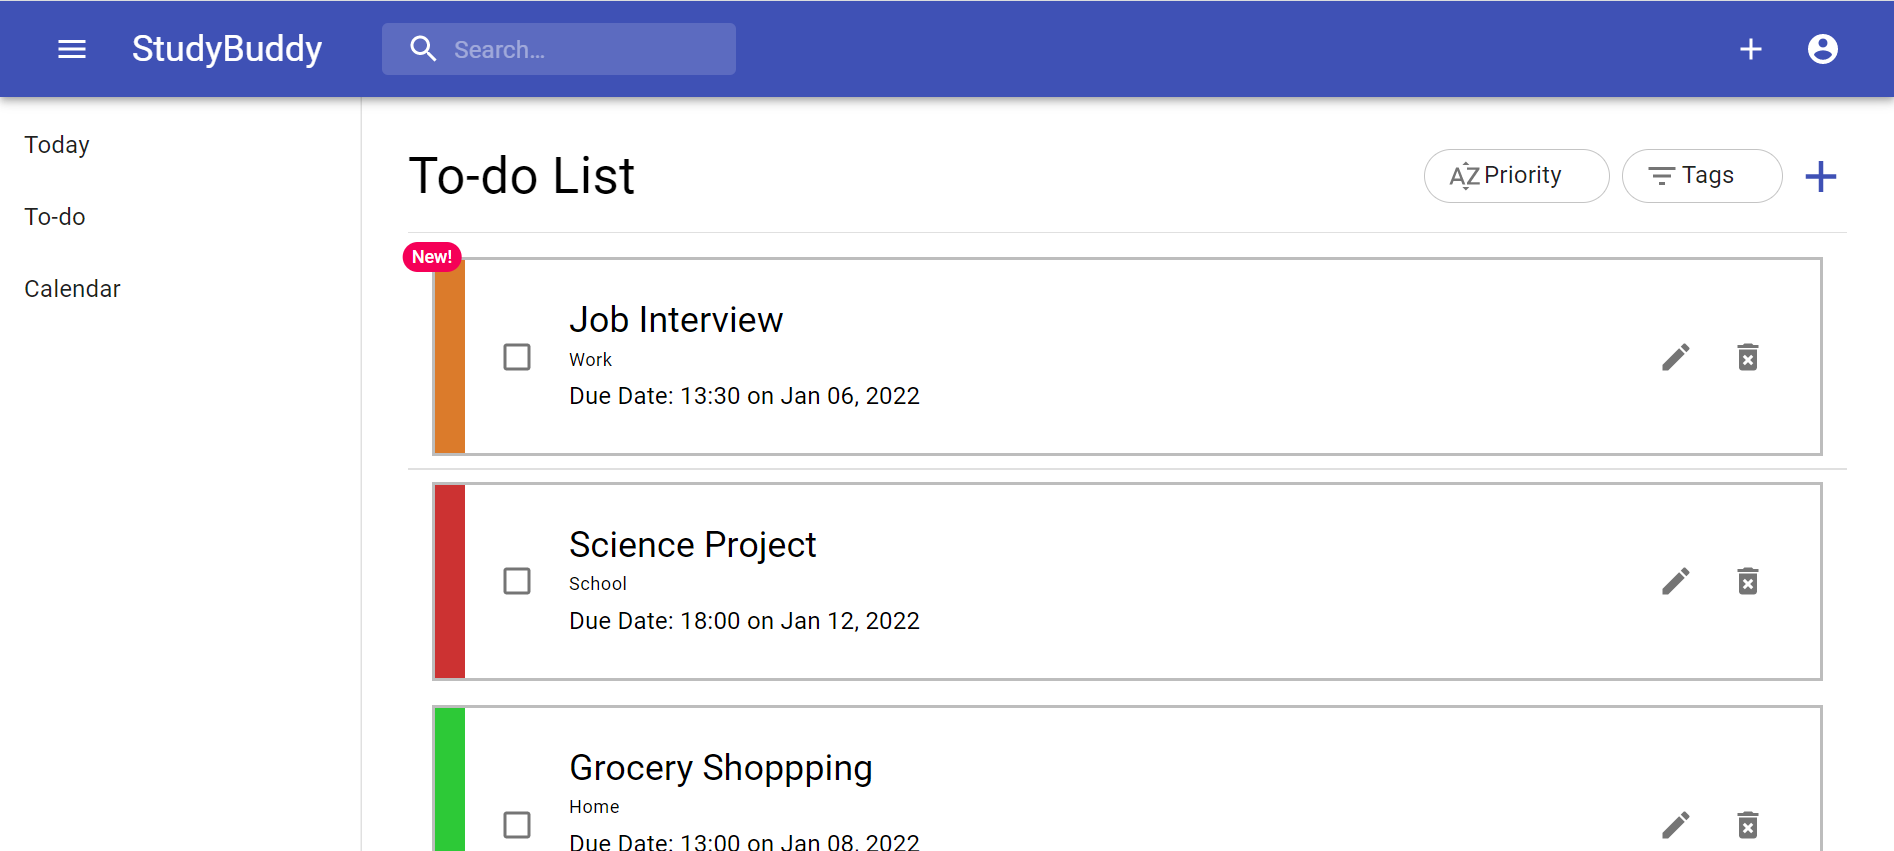 StudyBuddy
Search...
Today
To-do
Calendar
To-do List
AZ Priority
Tags
New!
Job Interview
Work
Due Date: 13:30 on Jan 06, 2022
Science Project
School
Due Date: 18:00 on Jan 12, 2022
Grocery Shoppping
Home
Due Date: 13:00 on Jan 08, 2022